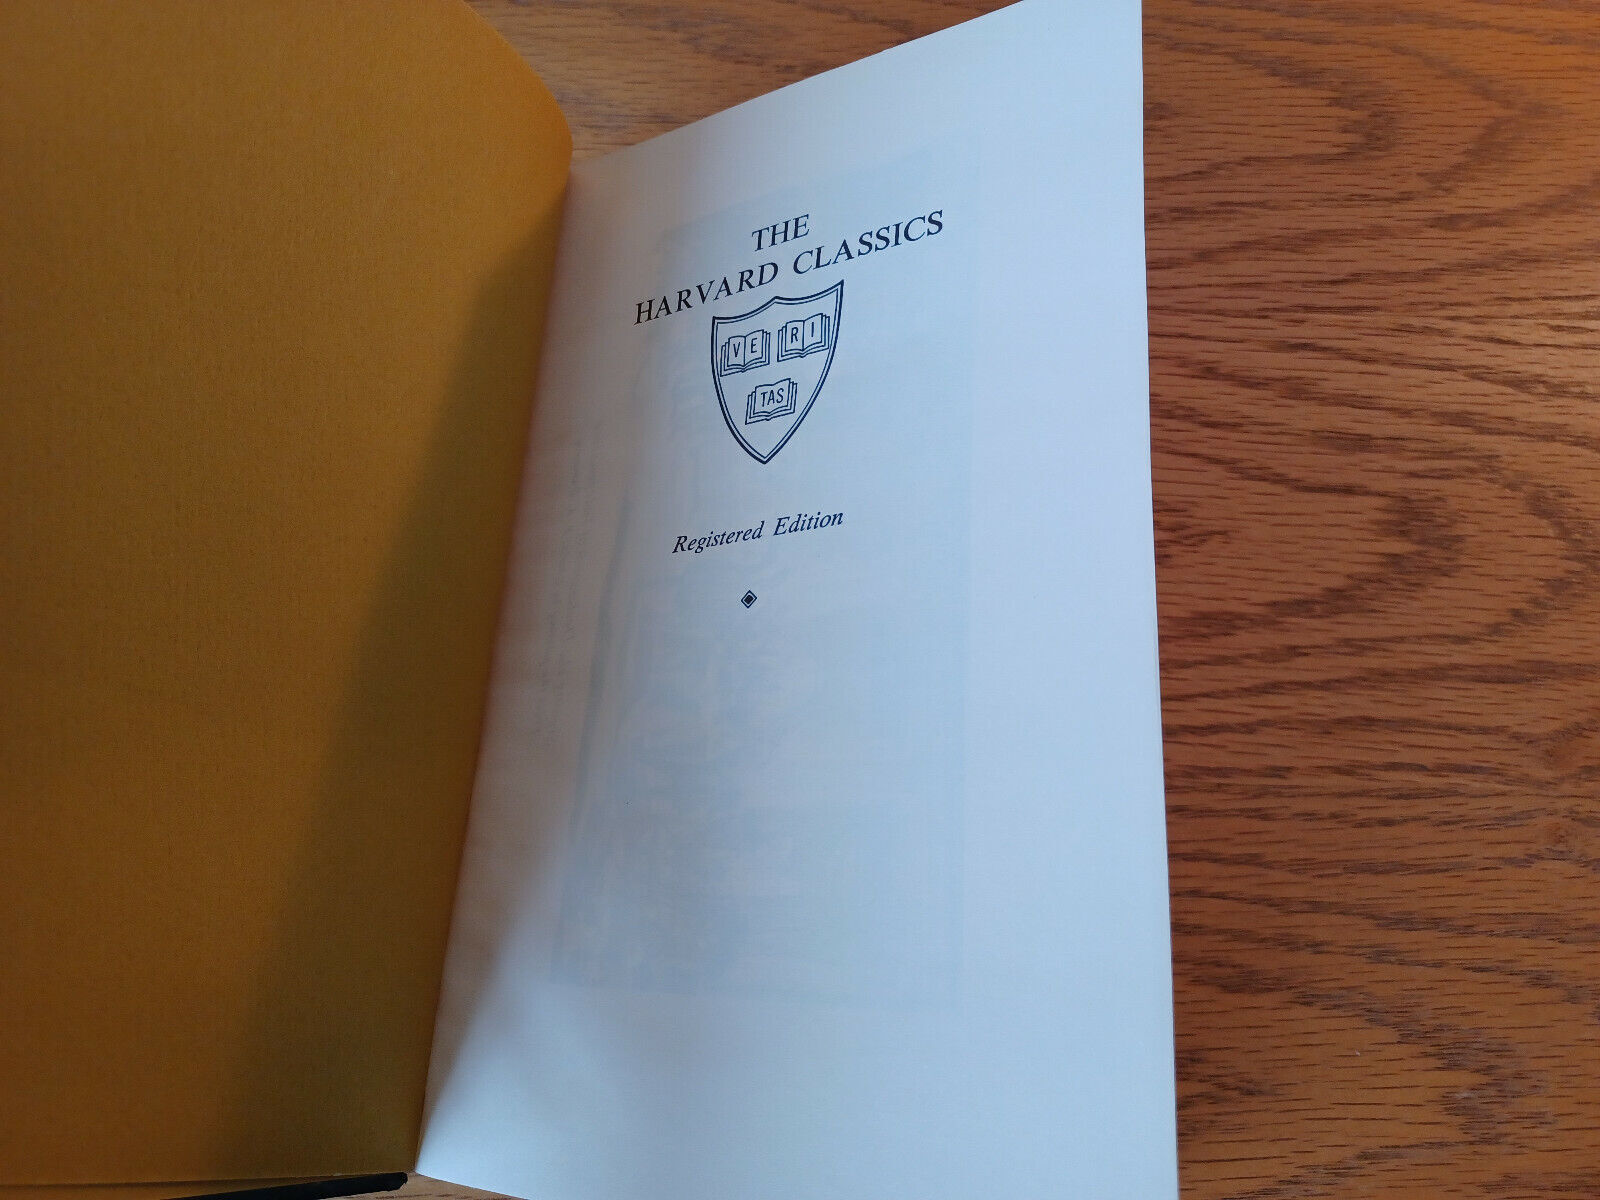 THE
HARVARD CLASSICS
VE RI
TAS
Registered Edition